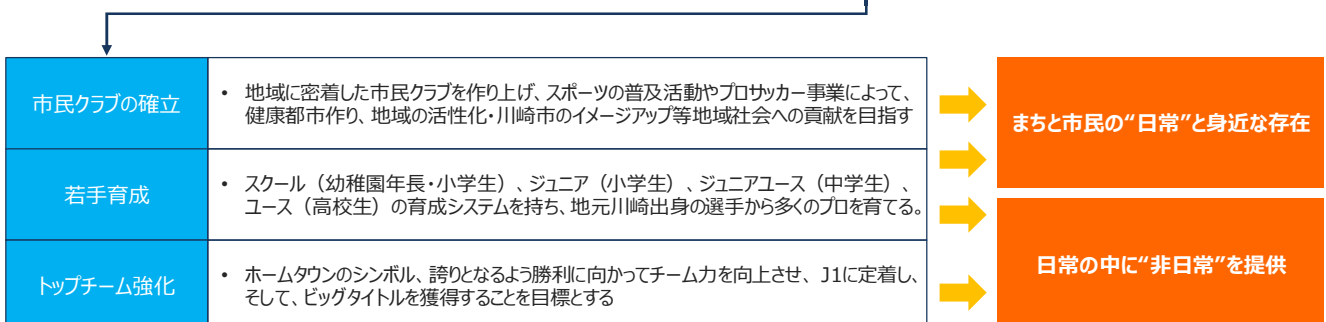 市民クラブの確立
• 地域に密着した市民クラブを作り上げ、スポーツの普及活動やプロサッカー事業によって、
健康都市作り、地域の活性化・川崎市のイメージアップ等地域社会への貢献を目指す
若手育成
• スクール（幼稚園年長・小学生）、ジュニア（小学生）、ジュニアユース（中学生）、
ユース（高校生）の育成システムを持ち、地元川崎出身の選手から多くのプロを育てる。
トップチーム強化
• ホームタウンのシンボル、誇りとなるよう勝利に向かってチーム力を向上させ、J1に定着し、
そして、ビッグタイトルを獲得することを目標とする
まちと市民の“日常”と身近な存在
日常の中に“非日常”を提供